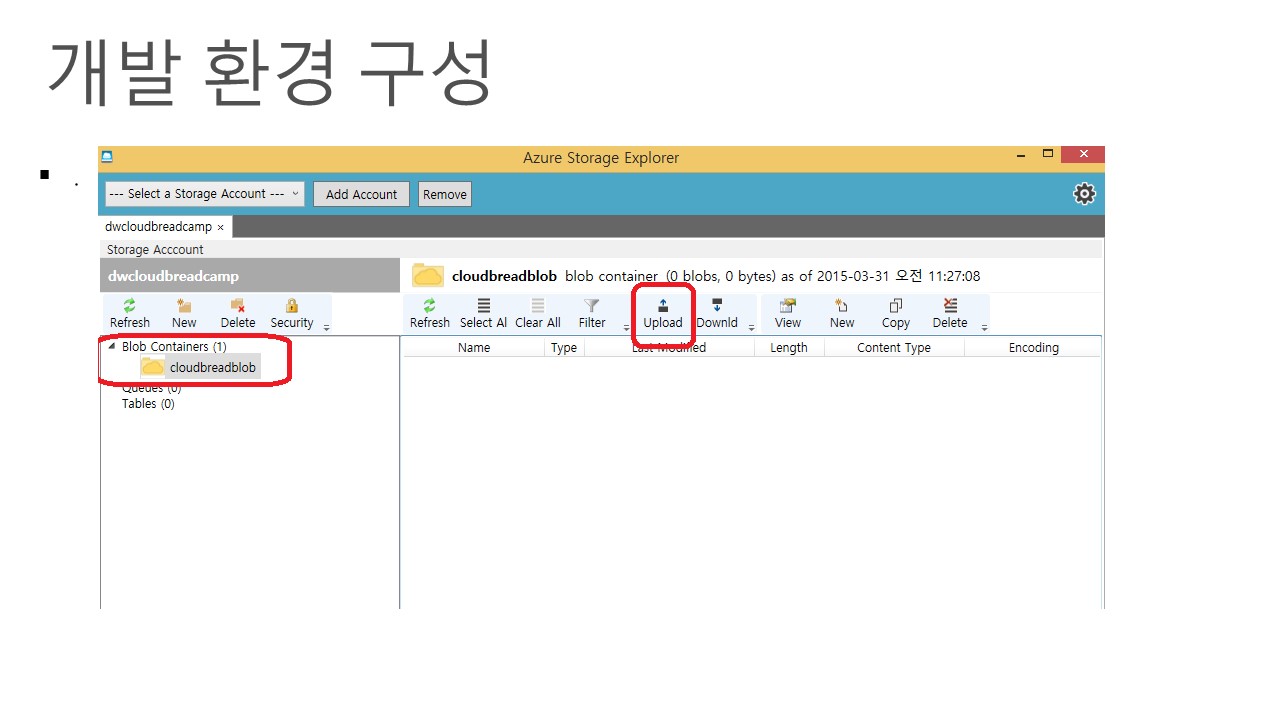 개발 환경 구성
.
Azure Storage Explorer
--- Select a Storage Account --- Add Account Remove
dwcloudbreadcamp ×
Storage Acccount
dwcloudbreadcamp
cloudbreadblob blob container (0 blobs, 0 bytes) as of 2015-03-31 오전 11:27:08
Refresh New Delete Security
Refresh Select Al Clear All Filter Upload Downld View New Copy Delete
Blob Containers (1)
cloudbreadblob
Queues (0)
Tables (0)
Name Type Last Modified Length Content Type Encoding